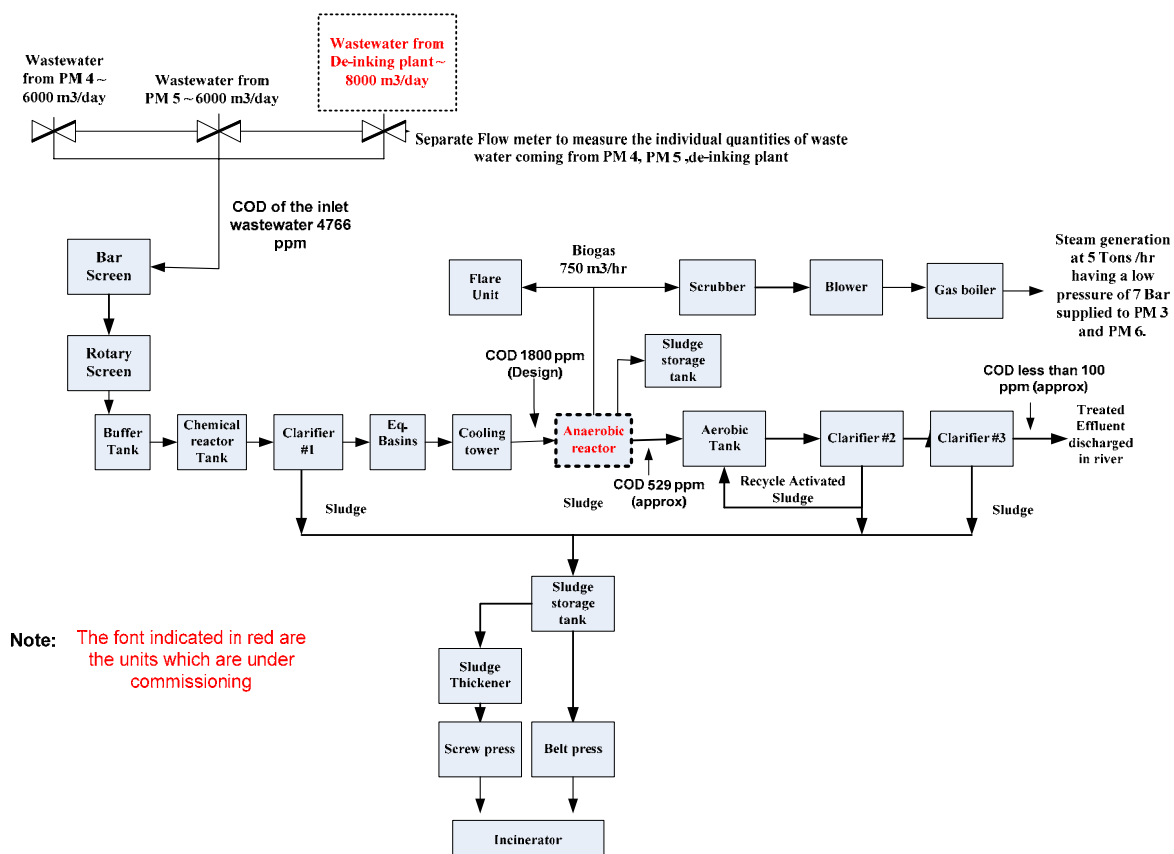 Wastewater
from PM 4 ~
6000 m3/day
Wastewater from
PM 5 ~6000 m3/day
Wastewater from
De-inking plant ~
8000 m3/day
Separate Flow meter to measure the individual quantities of waste
water coming from PM 4, PM 5 ,de-inking plant
COD of the inlet
wastewater 4766
ppm
Bar
Screen
Rotary
Screen
Buffer
Tank
Chemical
reactor
Tank
Clarifier
#1
Eq.
Basins
Cooling
tower
COD 1800 ppm
(Design)
Anaerobic
reactor
Biogas
750 m3/hr
Flare
Unit
Scrubber
Blower
Gas boiler
Steam generation
at 5 Tons /hr
having a low
pressure of 7 Bar
supplied to PM 3
and PM 6.
Sludge
storage
tank
COD 529 ppm
(approx)
Aerobic
Tank
Clarifier #2
Clarifier #3
COD less than 100
ppm (approx)
Treated
Effluent
discharged
in river
Recycle Activated
Sludge
Sludge
Sludge
Sludge
Sludge
storage
tank
Sludge
Thickener
Screw press
Belt press
Incinerator
Note:
The font indicated in red are
the units which are under
commissioning